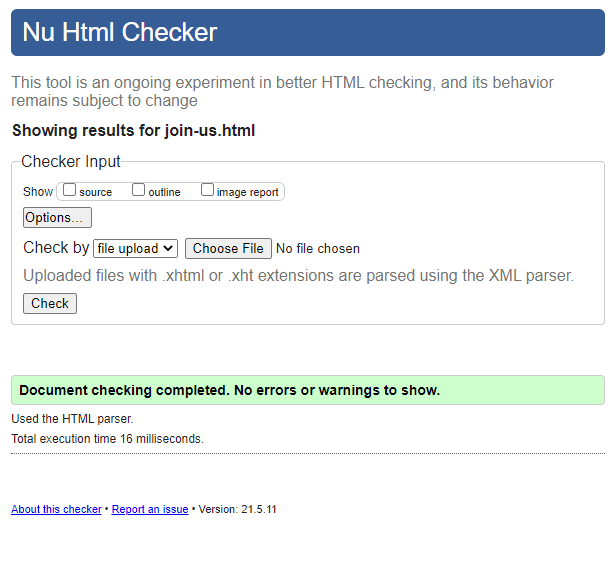 Nu Html Checker
This tool is an ongoing experiment in better HTML checking, and its behavior
remains subject to change
Showing results for join-us.html
Checker Input
Show source outline image report
Options...
Check by file upload Choose File No file chosen
Uploaded files with .xhtml or .xht extensions are parsed using the XML parser.
Check
Document checking completed. No errors or warnings to show.
Used the HTML parser.
Total execution time 16 milliseconds.
About this checker • Report an issue • Version: 21.5.11